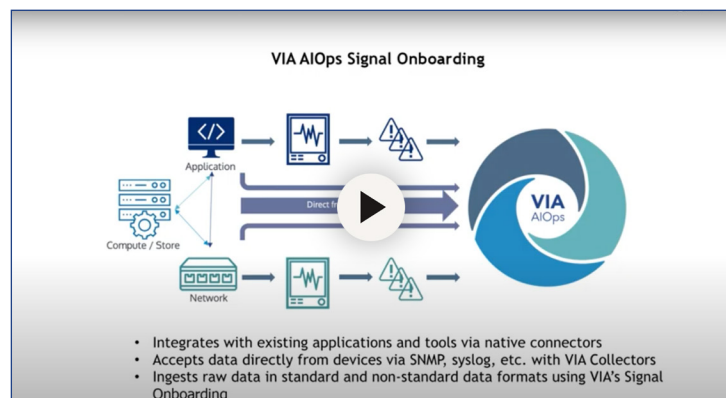 VIA AIOps Signal Onboarding
Application
Compute / Store
Direct
VIA
AIOps
Network
• Integrates with existing applications and tools via native connectors
• Accepts data directly from devices via SNMP, syslog, etc. with VIA Collectors
• Ingests raw data in standard and non-standard data formats using VIA's Signal
Onboarding